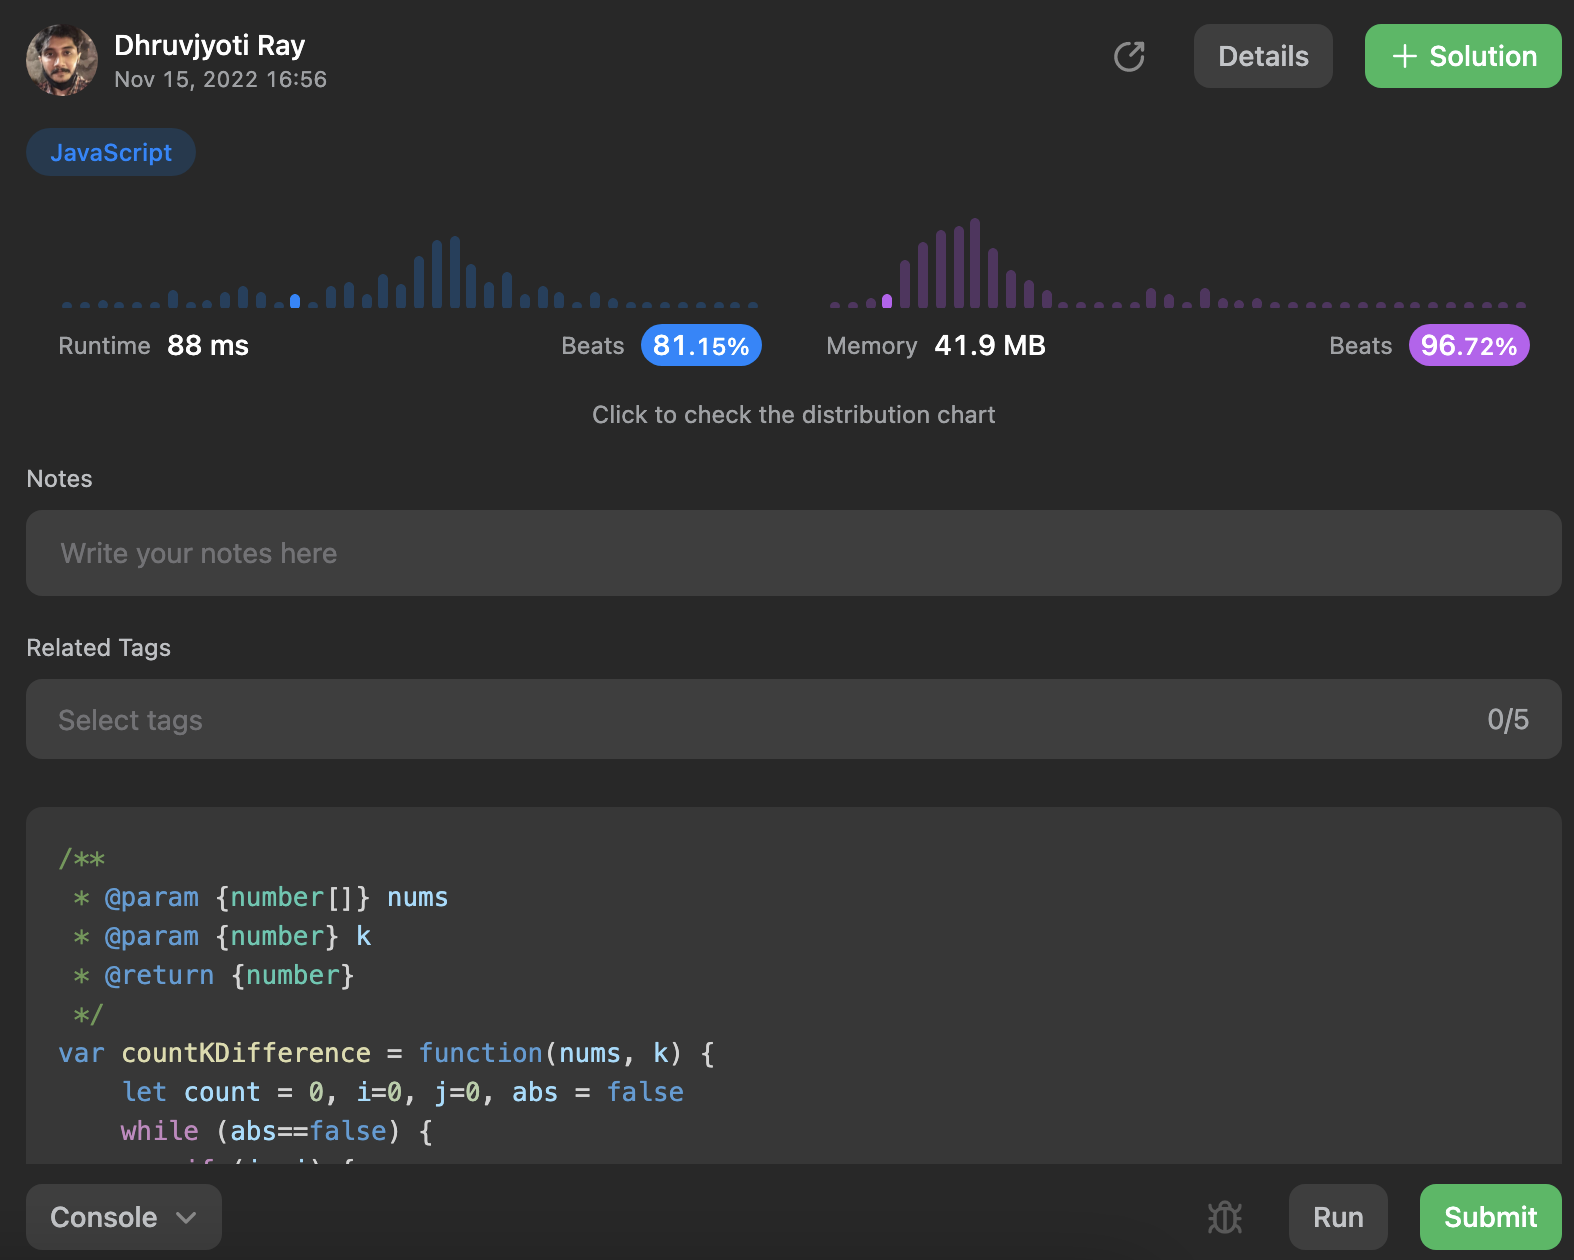 Dhruvjyoti Ray
Nov 15, 2022 16:56
Details
+ Solution
JavaScript
Runtime 88 ms
Beats 81.15%
Memory 41.9 MB
Beats 96.72%
Click to check the distribution chart
Notes
Write your notes here
Related Tags
Select tags
0/5
/**
 * @param {number[]} nums
 * @param {number} k
 * @return {number}
 */
var countKDifference = function(nums, k) {
    let count = 0, i=0, j=0, abs = false
    while (abs==false) {
Console
Run
Submit